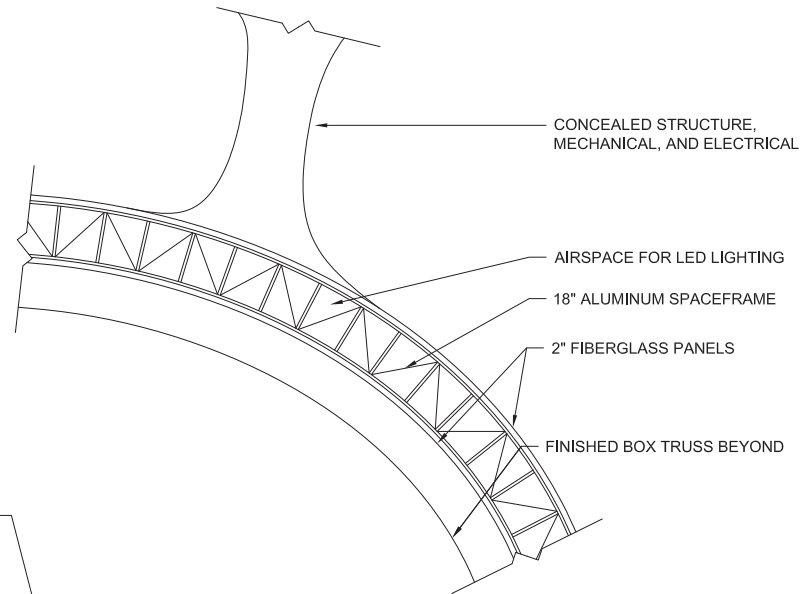 CONCEALED STRUCTURE,
MECHANICAL, AND ELECTRICAL
AIRSPACE FOR LED LIGHTING
18" ALUMINUM SPACEFRAME
2" FIBERGLASS PANELS
FINISHED BOX TRUSS BEYOND